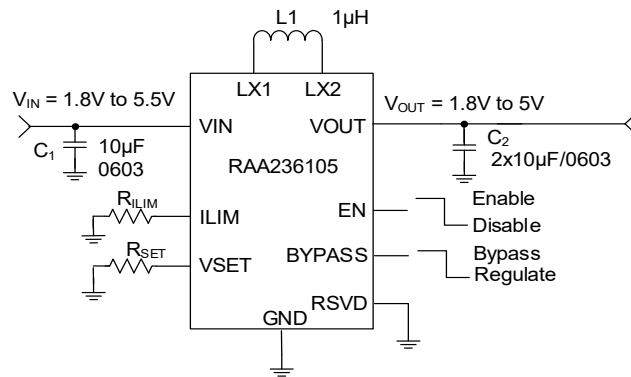 L1 1µH
LX1 LX2
VIN = 1.8V to 5.5V
VOUT = 1.8V to 5V
VIN
VOUT
C1
10µF
0603
C2
2x10µF/0603
RAA236105
RILIM
ILIM
EN
Enable
Disable
RSET
VSET
BYPASS
Bypass
Regulate
RSVD
GND